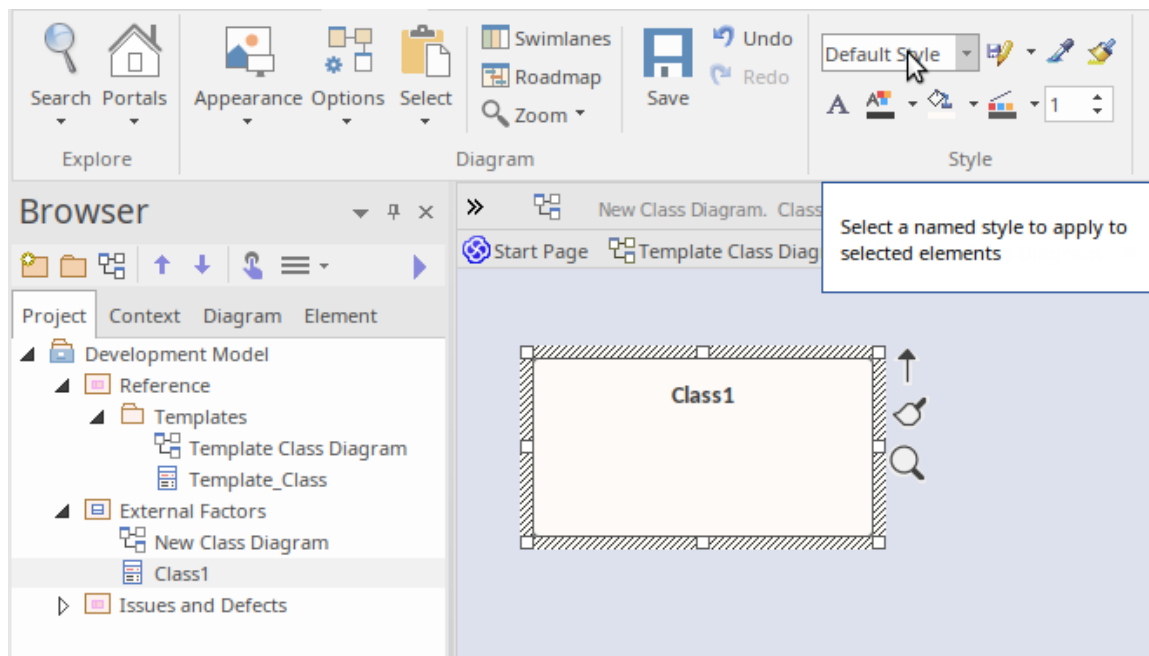 Search Portals
Explore
Appearance Options Select
Swimlanes
Roadmap
Zoom
Diagram
Save
Undo
Redo
Default Style
A
1
Style
Browser
Project Context Diagram Element
Development Model
Reference
Templates
Template Class Diagram
Template_Class
External Factors
New Class Diagram
Class1
Issues and Defects
» New Class Diagram. Class
Start Page Template Class Diag
Select a named style to apply to
selected elements
Class1